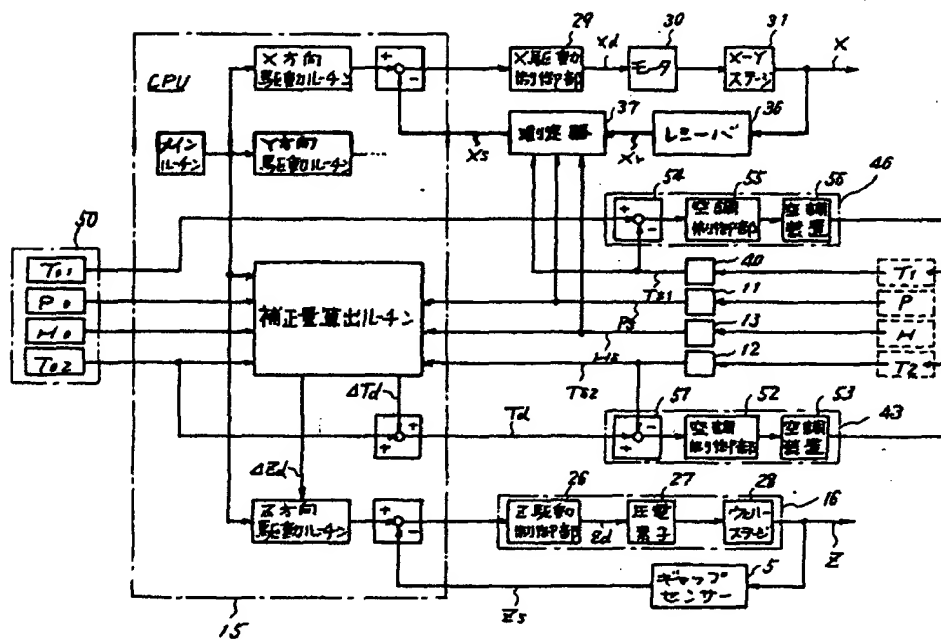 CPU
X方向
駆動ルーチン
29
X駆動
制御部
Xd
30
モータ
31
X-Y
ステージ
X
メイン
ルーチン
Y方向
駆動ルーチン
Xs
37
測定器
Xr
36
レシーバ
54
55
空調
制御部
56
空調
装置
46
50
To1
Po
Ho
To2
補正量算出ルーチン
Ts1
40
T1
Ps
11
P
Hs
13
H
Ts2
12
T2
ΔTd
Td
51
52
空調
制御部
53
空調
装置
43
ΔZd
Z方向
駆動ルーチン
26
Z駆動
制御部
Zd
27
圧電
素子
28
ウエハー
ステージ
16
Z
Zs
5
ギャップ
センサー
15